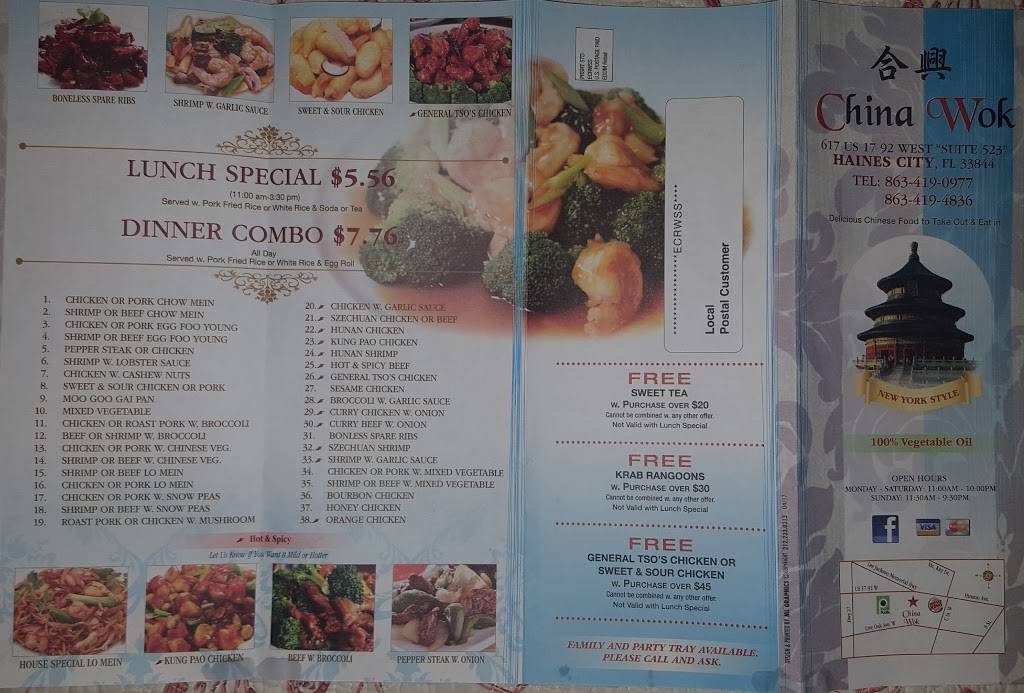 BONELESS SPARE RIBS
SHRIMP W. GARLIC SAUCE
SWEET & SOUR CHICKEN
GENERAL TSO'S CHICKEN
LUNCH SPECIAL $5.56
(11:00 am-3:30 pm)
Served w. Pork Fried Rice or White Rice & Soda or Tea
DINNER COMBO $7.76
All Day
Served w. Pork Fried Rice or White Rice & Egg Roll
1. CHICKEN OR PORK CHOW MEIN
2. SHRIMP OR BEEF CHOW MEIN
3. CHICKEN OR PORK EGG FOO YOUNG
4. SHRIMP OR BEEF EGG FOO YOUNG
5. PEPPER STEAK OR CHICKEN
6. SHRIMP W. LOBSTER SAUCE
7. CHICKEN W. CASHEW NUTS
8. SWEET & SOUR CHICKEN OR PORK
9. MOO GOO GAI PAN
10. MIXED VEGETABLE
11. CHICKEN OR ROAST PORK W. BROCCOLI
12. BEEF OR SHRIMP W. BROCCOLI
13. CHICKEN OR PORK W. CHINESE VEG.
14. SHRIMP OR BEEF W. CHINESE VEG.
15. SHRIMP OR BEEF LO MEIN
16. CHICKEN OR PORK LO MEIN
17. CHICKEN OR PORK W. SNOW PEAS
18. SHRIMP OR BEEF W. SNOW PEAS
19. ROAST PORK OR CHICKEN W. MUSHROOM
20. CHICKEN W. GARLIC SAUCE
21. SZECHUAN CHICKEN OR BEEF
22. HUNAN CHICKEN
23. KUNG PAO CHICKEN
24. HUNAN SHRIMP
25. HOT & SPICY BEEF
26. GENERAL TSO'S CHICKEN
27. SESAME CHICKEN
28. BROCCOLI W. GARLIC SAUCE
29. CURRY CHICKEN W. ONION
30. CURRY BEEF W. ONION
31. BONLESS SPARE RIBS
32. SZECHUAN SHRIMP
33. SHRIMP W. GARLIC SAUCE
34. CHICKEN OR PORK W. MIXED VEGETABLE
35. SHRIMP OR BEEF W. MIXED VEGETABLE
36. BOURBON CHICKEN
37. HONEY CHICKEN
38. ORANGE CHICKEN
Hot & Spicy
Let Us Know if You Want it Mild or Hotter
HOUSE SPECIAL LO MEIN
KUNG PAO CHICKEN
BEEF W. BROCCOLI
PEPPER STEAK W. ONION
PRSRT STD
ECRWSS
U.S. POSTAGE PAID
EDDM Retail
****ECRWSS****
Local
Postal Customer
FREE
SWEET TEA
W. PURCHASE OVER $20
Cannot be combined w. any other offer.
Not Valid with Lunch Special
FREE
KRAB RANGOONS
W. PURCHASE OVER $30
Cannot be combined w. any other offer.
Not Valid with Lunch Special
FREE
GENERAL TSO'S CHICKEN OR
SWEET & SOUR CHICKEN
W. PURCHASE OVER $45
Cannot be combined w. any other offer.
Not Valid with Lunch Special
FAMILY AND PARTY TRAY AVAILABLE.
PLEASE CALL AND ASK.
DESIGN & PRINTED BY
合興
China Wok
617 US 17 92 WEST "SUITE 523"
HAINES CITY, FL 33844
TEL: 863-419-0977
863-419-4836
Delicious Chinese Food to Take Out & Eat in
NEW YORK STYLE
100% Vegetable Oil
OPEN HOURS
MONDAY - SATURDAY: 11:00AM - 10:00PM
SUNDAY: 11:30AM - 9:30PM
f
VISA
US 17-92 W
Hwy 27
China
Wok